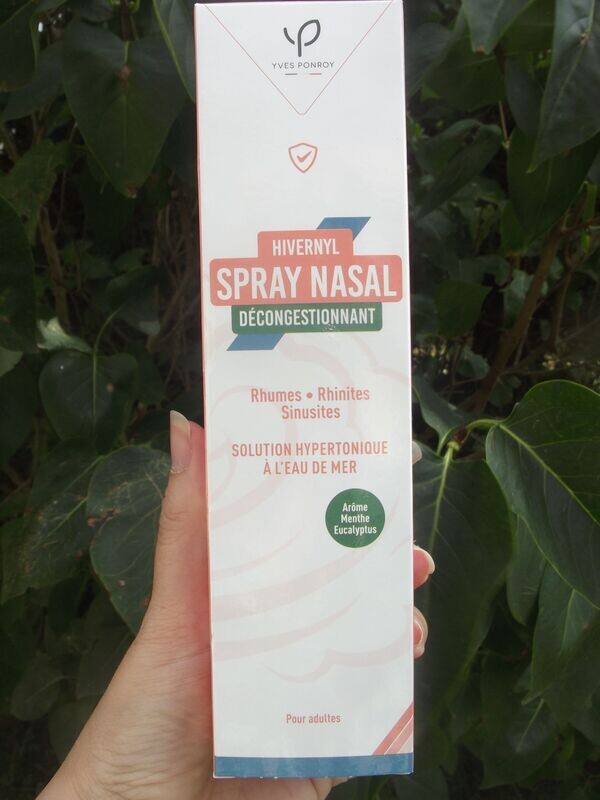 YVES PONROY
HIVERNYL
SPRAY NASAL
DÉCONGESTIONNANT
Rhumes • Rhinites
Sinusites
SOLUTION HYPERTONIQUE
À L'EAU DE MER
Arôme
Menthe
Eucalyptus
Pour adultes